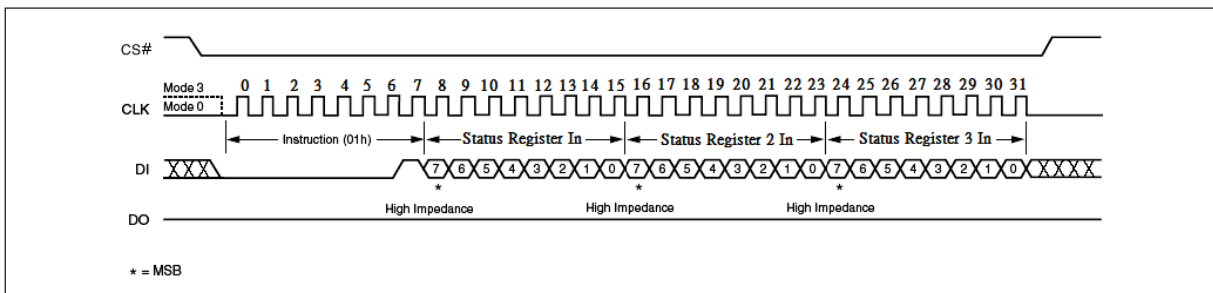 CS#
Mode 3 0 1 2 3 4 5 6 7 8 9 10 11 12 13 14 15 16 17 18 19 20 21 22 23 24 25 26 27 28 29 30 31
CLK Mode 0
Instruction (01h) Status Register In Status Register 2 In Status Register 3 In
DI 7 6 5 4 3 2 1 0 7 6 5 4 3 2 1 0 7 6 5 4 3 2 1 0
* * *
High Impedance High Impedance High Impedance
DO
* = MSB